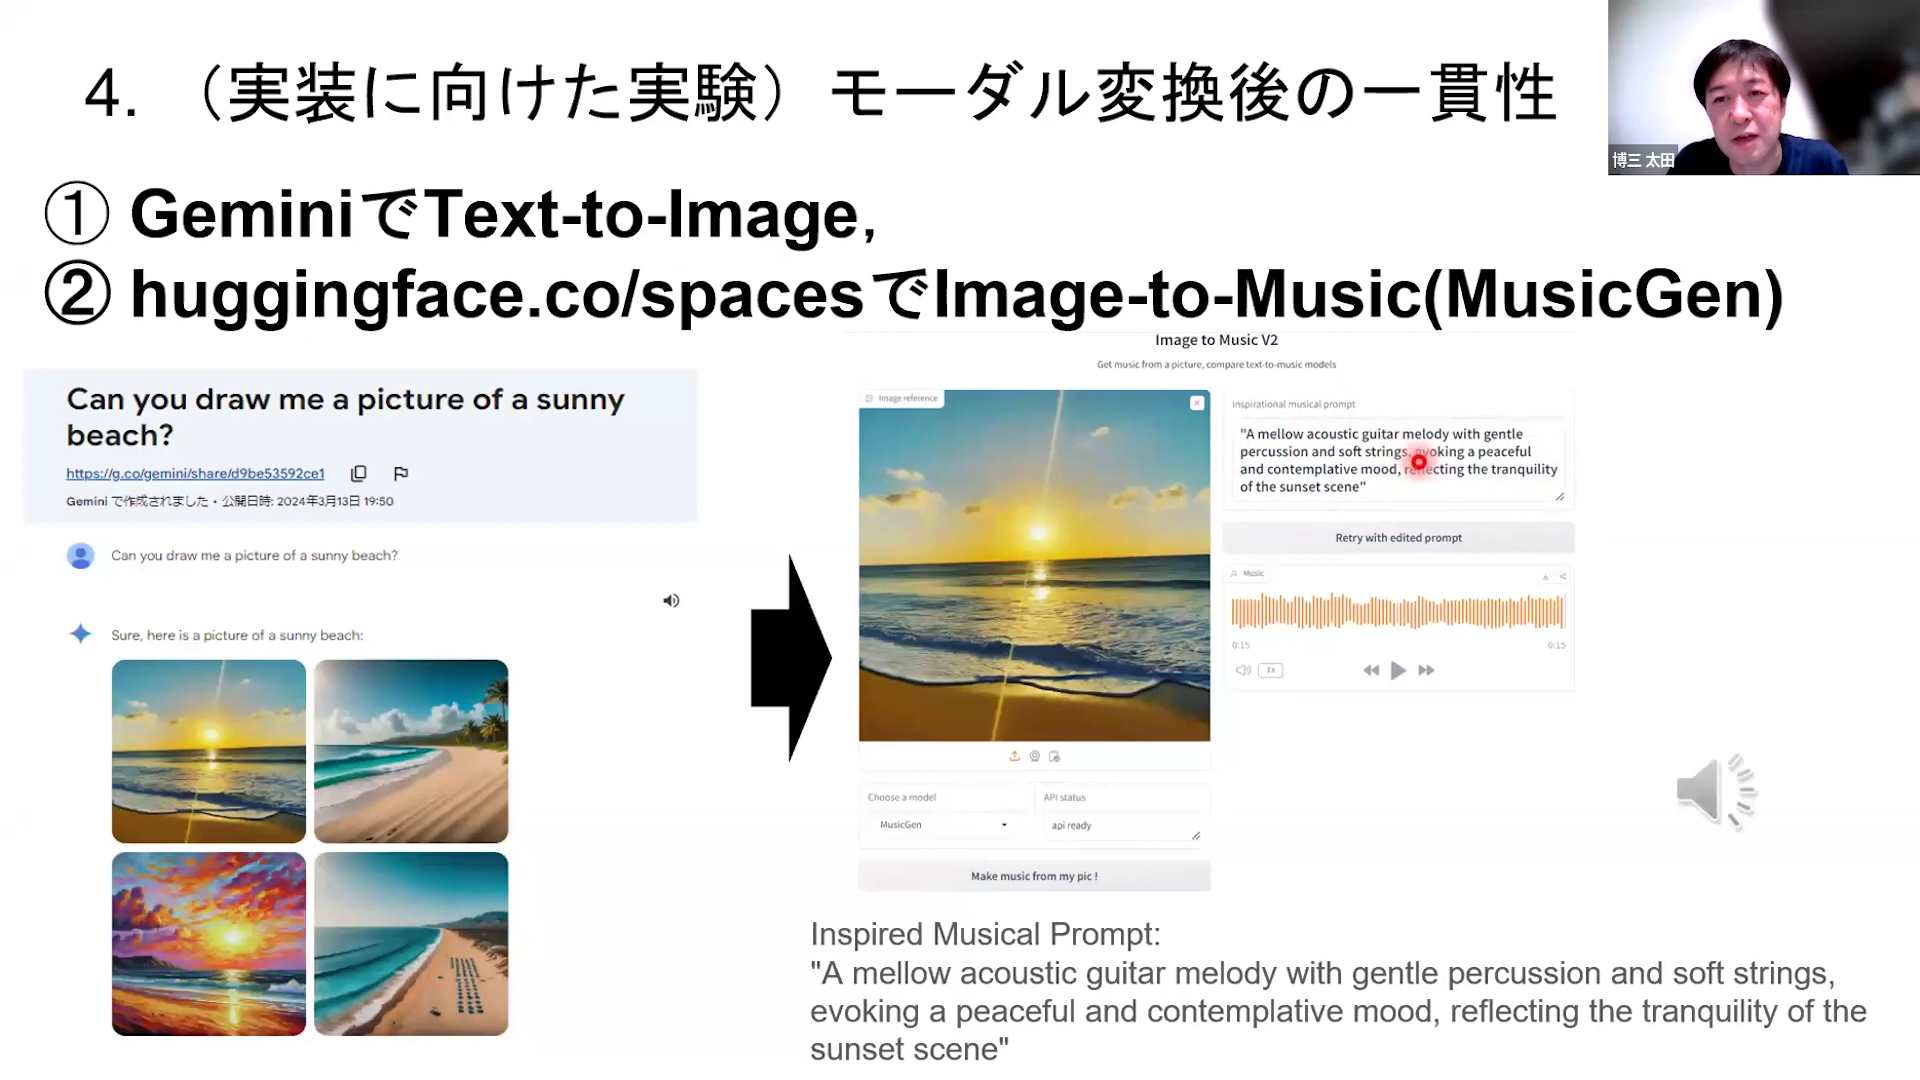 4. （実装に向けた実験）モーダル変換後の一貫性
博三 太田
① GeminiでText-to-Image,
② huggingface.co/spacesでImage-to-Music(MusicGen)
Can you draw me a picture of a sunny
beach?
https://g.co/gemini/share/d9be53592ce1
Gemini で作成されました • 公開日時: 2024年3月13日 19:50
Can you draw me a picture of a sunny beach?
Sure, here is a picture of a sunny beach:
Image to Music V2
Get music from a picture, compare text-to-music models
Image reference
Inspirational musical prompt
"A mellow acoustic guitar melody with gentle
percussion and soft strings, evoking a peaceful
and contemplative mood, reflecting the tranquility
of the sunset scene"
Retry with edited prompt
Music
0:15
0:15
1x
Choose a model
MusicGen
API status
api ready
Make music from my pic !
Inspired Musical Prompt:
"A mellow acoustic guitar melody with gentle percussion and soft strings,
evoking a peaceful and contemplative mood, reflecting the tranquility of the
sunset scene"